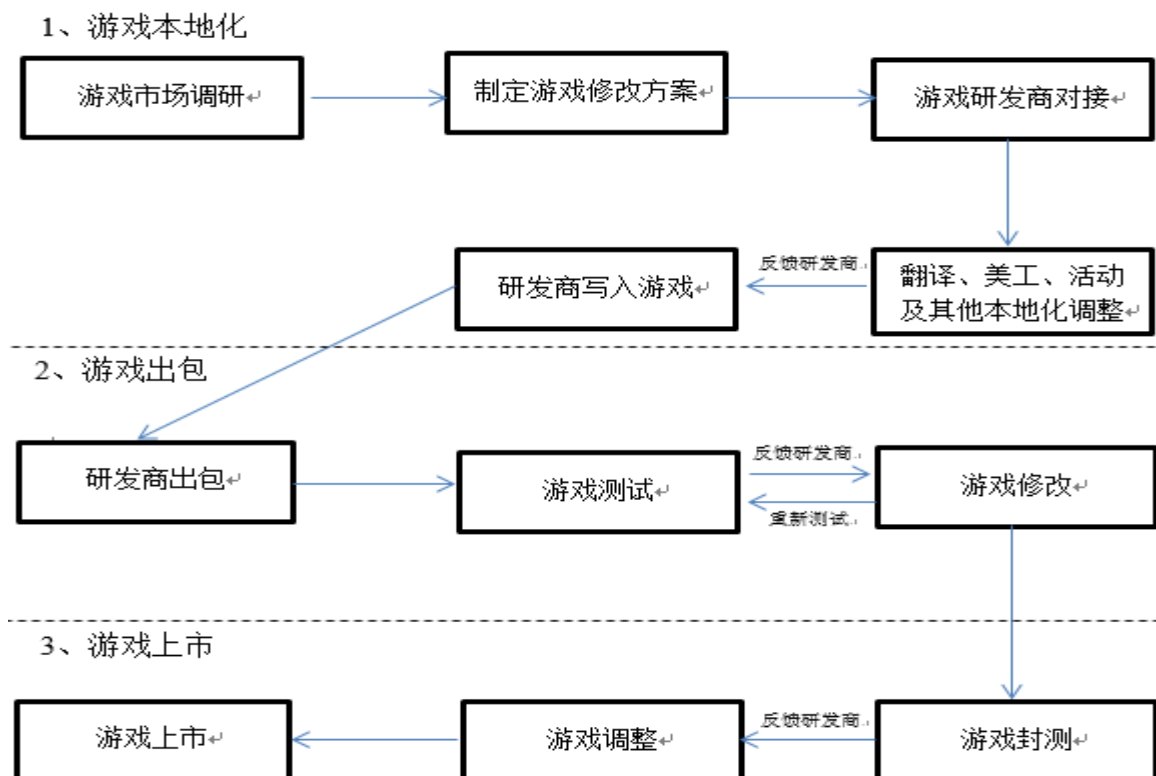 1、游戏本地化
游戏市场调研↵
制定游戏修改方案↵
游戏研发商对接↵
研发商写入游戏↵
反馈研发商
翻译、美工、活动
及其他本地化调整↵
2、游戏出包
研发商出包↵
游戏测试↵
反馈研发商
重新测试
游戏修改↵
3、游戏上市
游戏上市↵
游戏调整↵
反馈研发商
游戏封测↵